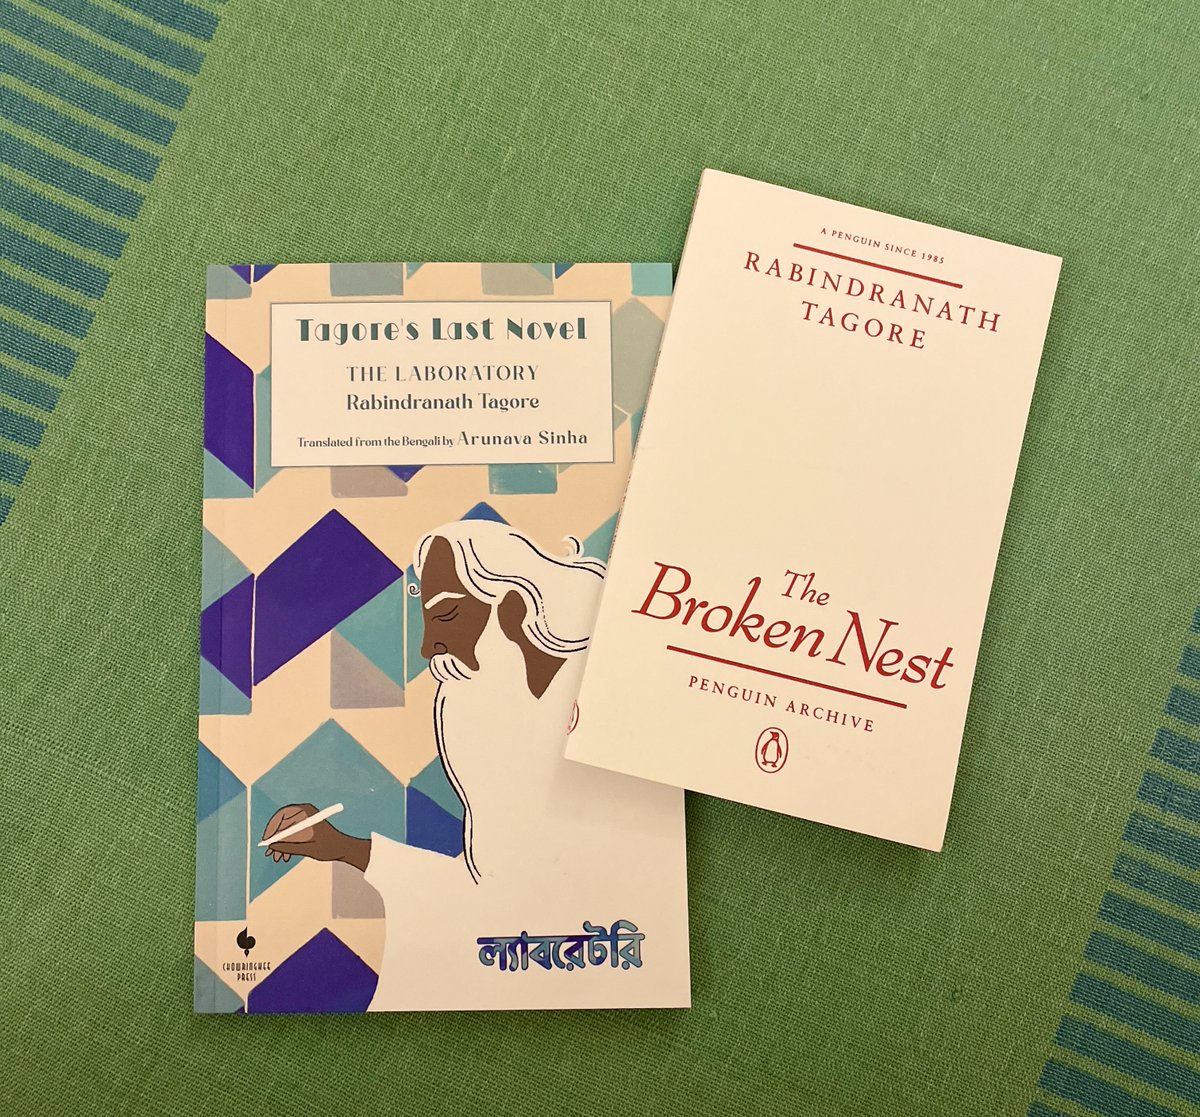 Tagore's Last Novel
THE LABORATORY
Rabindranath Tagore
Translated from the Bengali by Arunava Sinha
CHOWRINGHEE
PRESS
ল্যাবরেটরি
A PENGUIN SINCE 1985
RABINDRANATH
TAGORE
The
Broken Nest
PENGUIN ARCHIVE